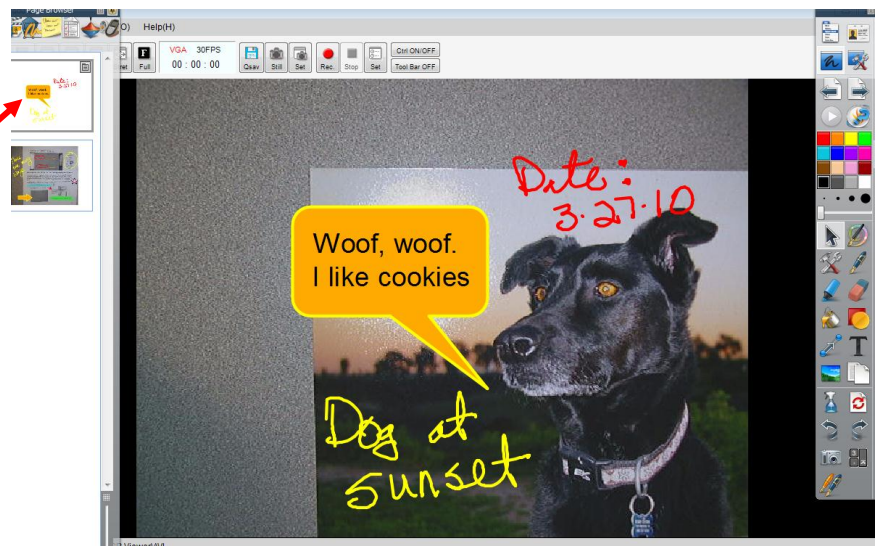 Page Browser
O) Help(H)
VGA 30FPS
00 : 00 : 00
Full
Qsav
Still
Set
Rec.
Stop
Set
Ctrl ON/OFF
Tool Bar OFF
Date:
3·27·10
Woof, woof.
I like cookies
Dog at
sunset